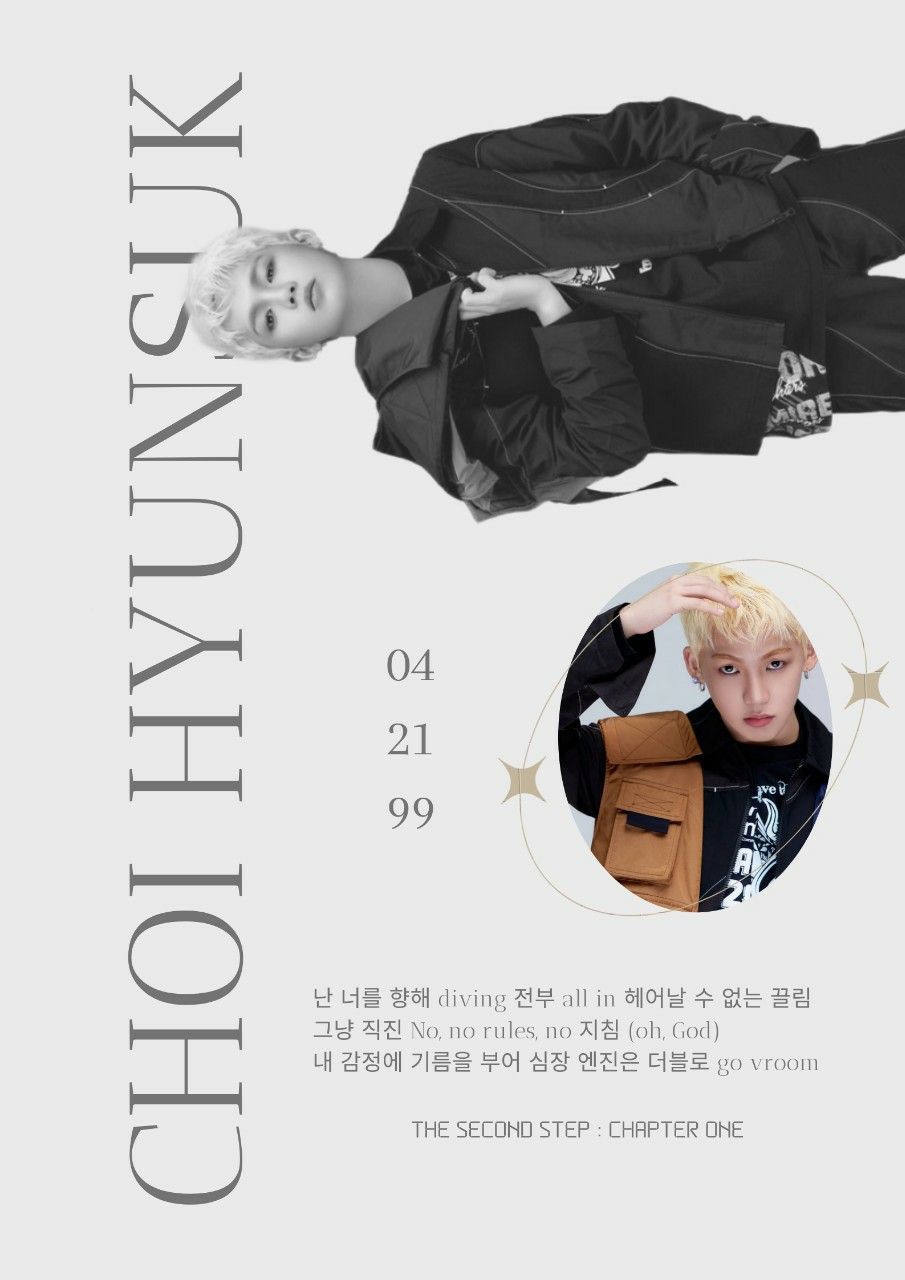 CHOI HYUNSUK
04
21
99
난 너를 향해 diving 전부 all in 헤어날 수 없는 끌림
그냥 직진 No, no rules, no 지침 (oh, God)
내 감정에 기름을 부어 심장 엔진은 더블로 go vroom
THE SECOND STEP : CHAPTER ONE